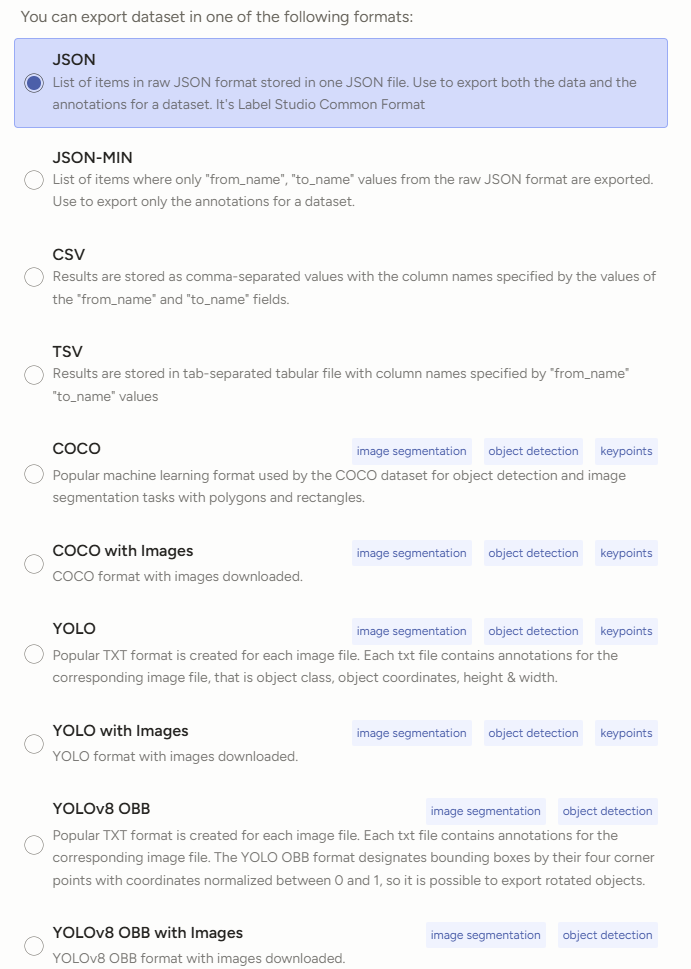 You can export dataset in one of the following formats:
JSON
List of items in raw JSON format stored in one JSON file. Use to export both the data and the
annotations for a dataset. It's Label Studio Common Format
JSON-MIN
List of items where only "from_name", "to_name" values from the raw JSON format are exported.
Use to export only the annotations for a dataset.
CSV
Results are stored as comma-separated values with the column names specified by the values of
the "from_name" and "to_name" fields.
TSV
Results are stored in tab-separated tabular file with column names specified by "from_name"
"to_name" values
COCO image segmentation object detection keypoints
Popular machine learning format used by the COCO dataset for object detection and image
segmentation tasks with polygons and rectangles.
COCO with Images image segmentation object detection keypoints
COCO format with images downloaded.
YOLO image segmentation object detection keypoints
Popular TXT format is created for each image file. Each txt file contains annotations for the
corresponding image file, that is object class, object coordinates, height & width.
YOLO with Images image segmentation object detection keypoints
YOLO format with images downloaded.
YOLOv8 OBB image segmentation object detection
Popular TXT format is created for each image file. Each txt file contains annotations for the
corresponding image file. The YOLO OBB format designates bounding boxes by their four corner
points with coordinates normalized between 0 and 1, so it is possible to export rotated objects.
YOLOv8 OBB with Images image segmentation object detection
YOLOv8 OBB format with images downloaded.